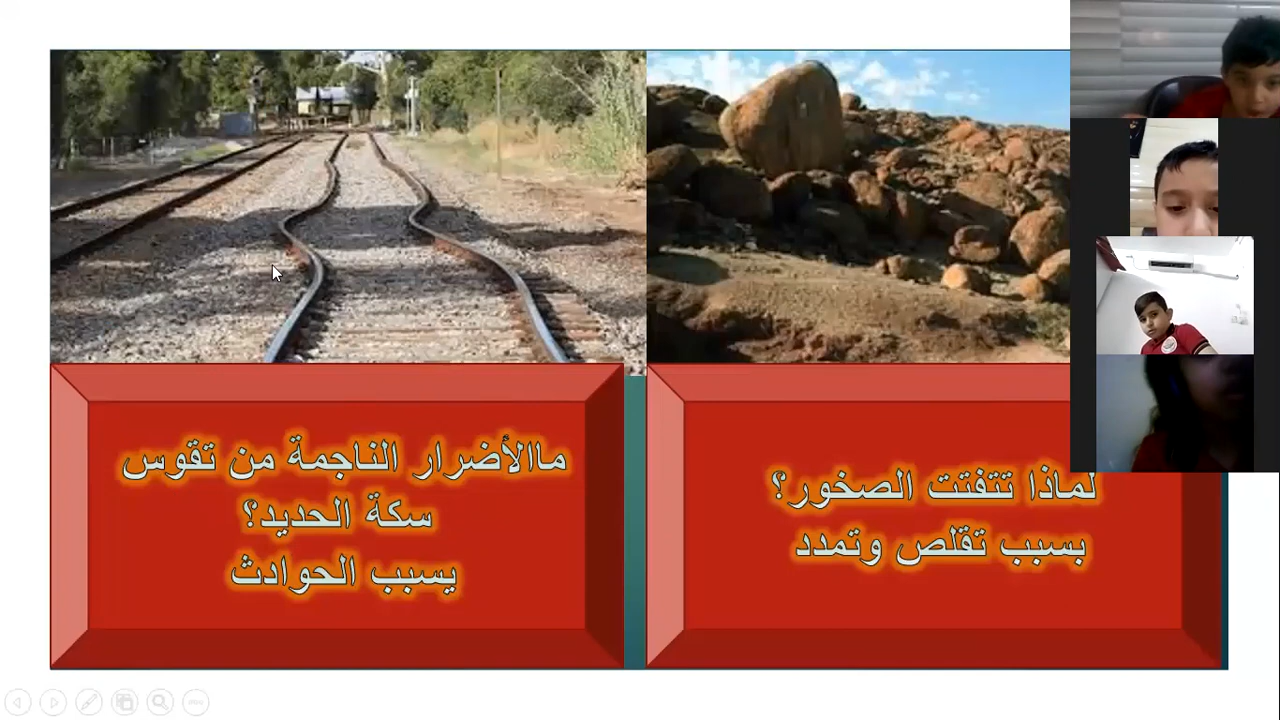 لماذا تتفتت الصخور؟
بسبب تقلص وتمدد
ماالأضرار الناجمة من تقوس
سكة الحديد؟
يسبب الحوادث